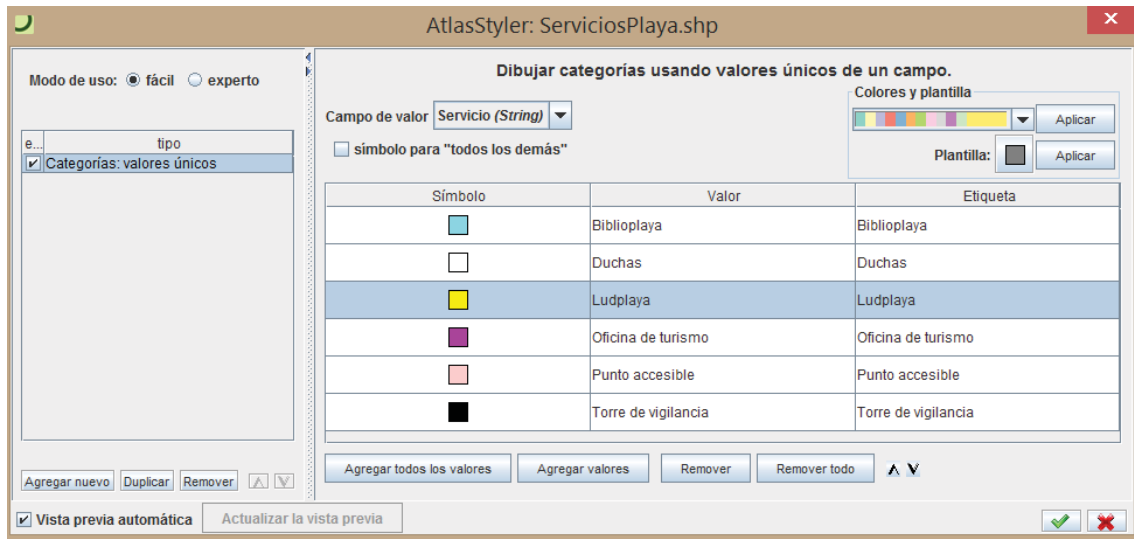 AtlasStyler: ServiciosPlaya.shp
Modo de uso: fácil experto
e... tipo
Categorías: valores únicos
Agregar nuevo Duplicar Remover
Dibujar categorías usando valores únicos de un campo.
Campo de valor Servicio (String)
símbolo para "todos los demás"
Colores y plantilla
Aplicar
Plantilla: Aplicar
Símbolo Valor Etiqueta
Biblioplaya Biblioplaya
Duchas Duchas
Ludplaya Ludplaya
Oficina de turismo Oficina de turismo
Punto accesible Punto accesible
Torre de vigilancia Torre de vigilancia
Agregar todos los valores Agregar valores Remover Remover todo
Vista previa automática Actualizar la vista previa